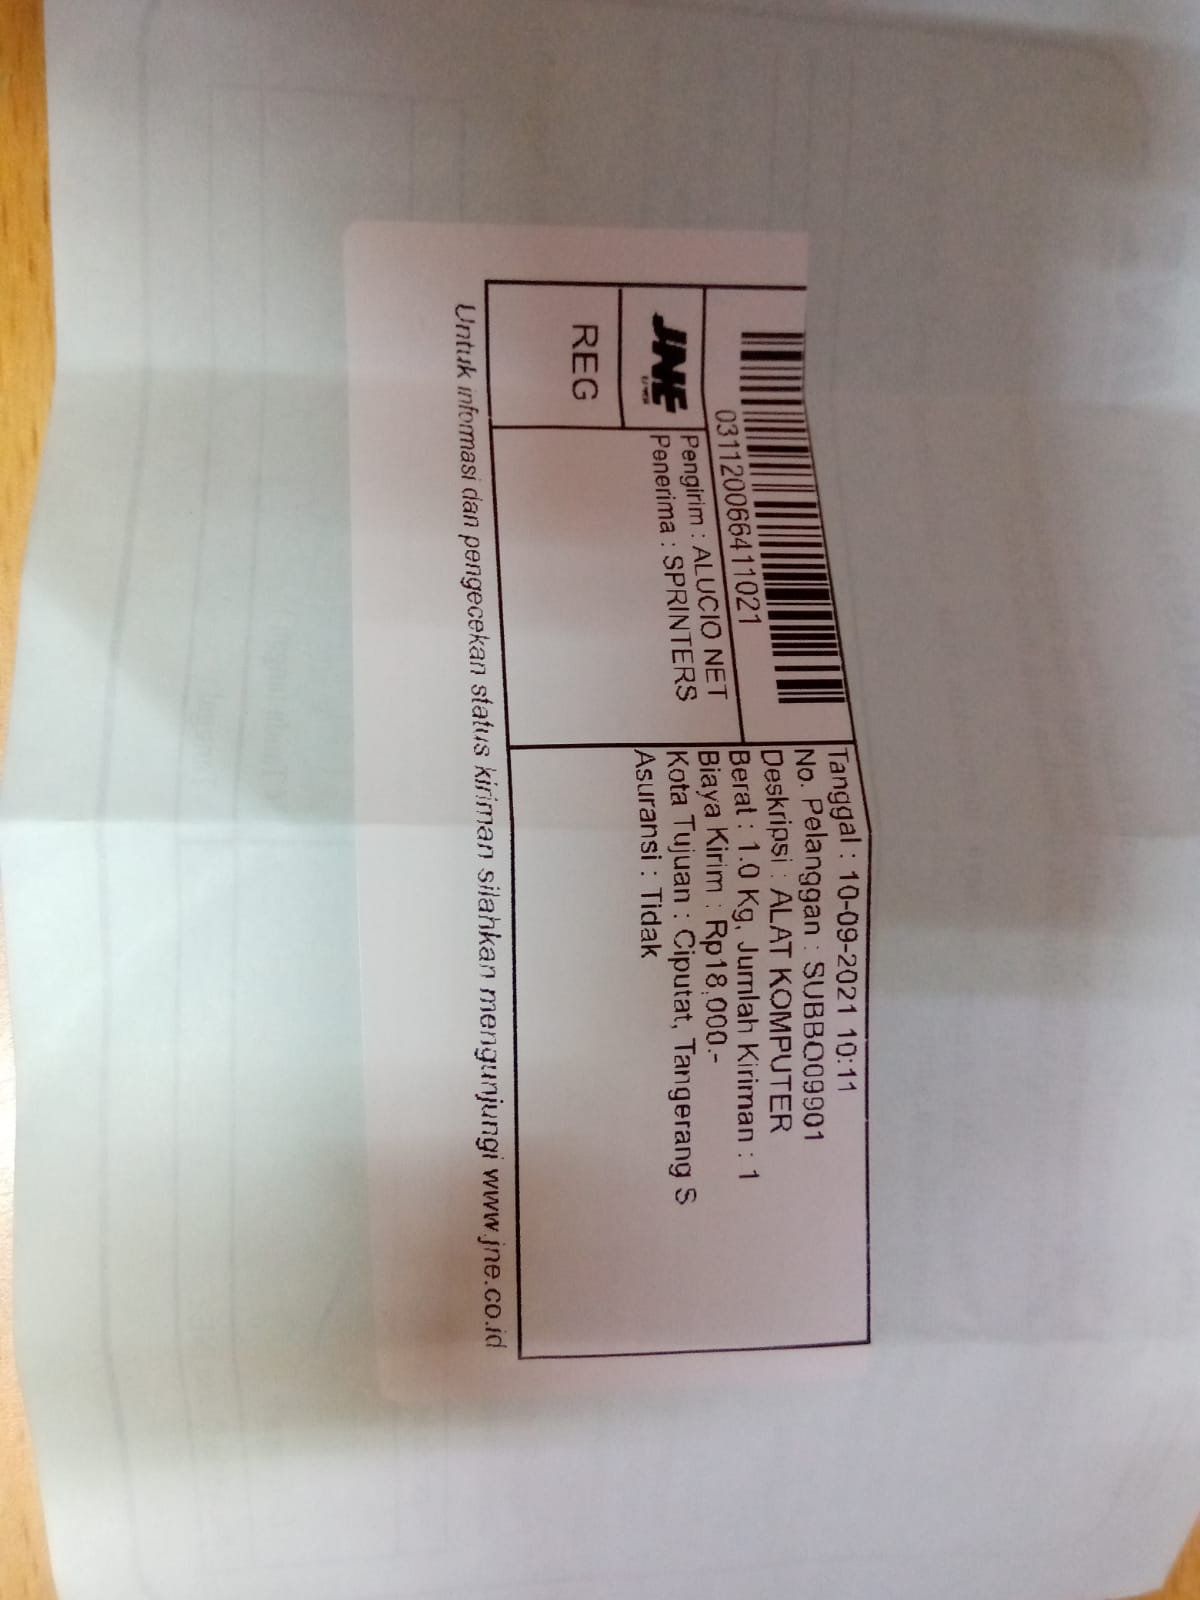 031120066411021
JNE
Pengirim : ALUCIO NET
Penerima : SPRINTERS
REG
Tanggal : 10-09-2021 10:11
No. Pelanggan : SUBBO09901
Deskripsi : ALAT KOMPUTER
Berat : 1.0 Kg, Jumlah Kiriman : 1
Biaya Kirim : Rp18,000.-
Kota Tujuan : Ciputat, Tangerang S
Asuransi : Tidak
Untuk informasi dan pengecekan status kiriman silahkan mengunjungi www.jne.co.id